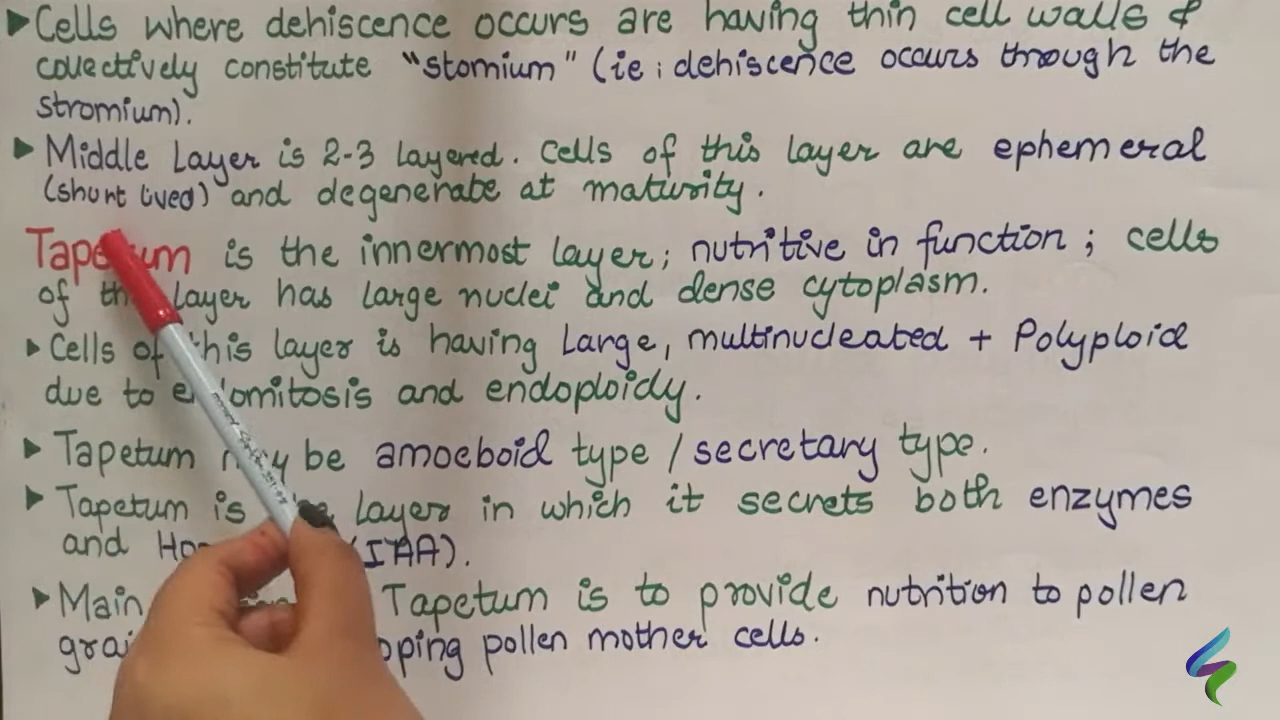 Cells where dehiscence occurs are having thin cell walls &
collectively constitute "stomium" (ie; dehiscence occurs through the
stromium).
Middle Layer is 2-3 layered. Cells of this layer are ephemeral
(short lived) and degenerate at maturity.
Tapetum is the innermost layer; nutritive in function; cells
of layer has large nuclei and dense cytoplasm.
Cells of this layer is having Large, multinucleated + Polyploid
due to endomitosis and endoploidy.
Tapetum may be amoeboid type / secretary type.
Tapetum is layer in which it secrets both enzymes
and (IAA).
Main Tapetum is to provide nutrition to pollen
pollen mother cells.